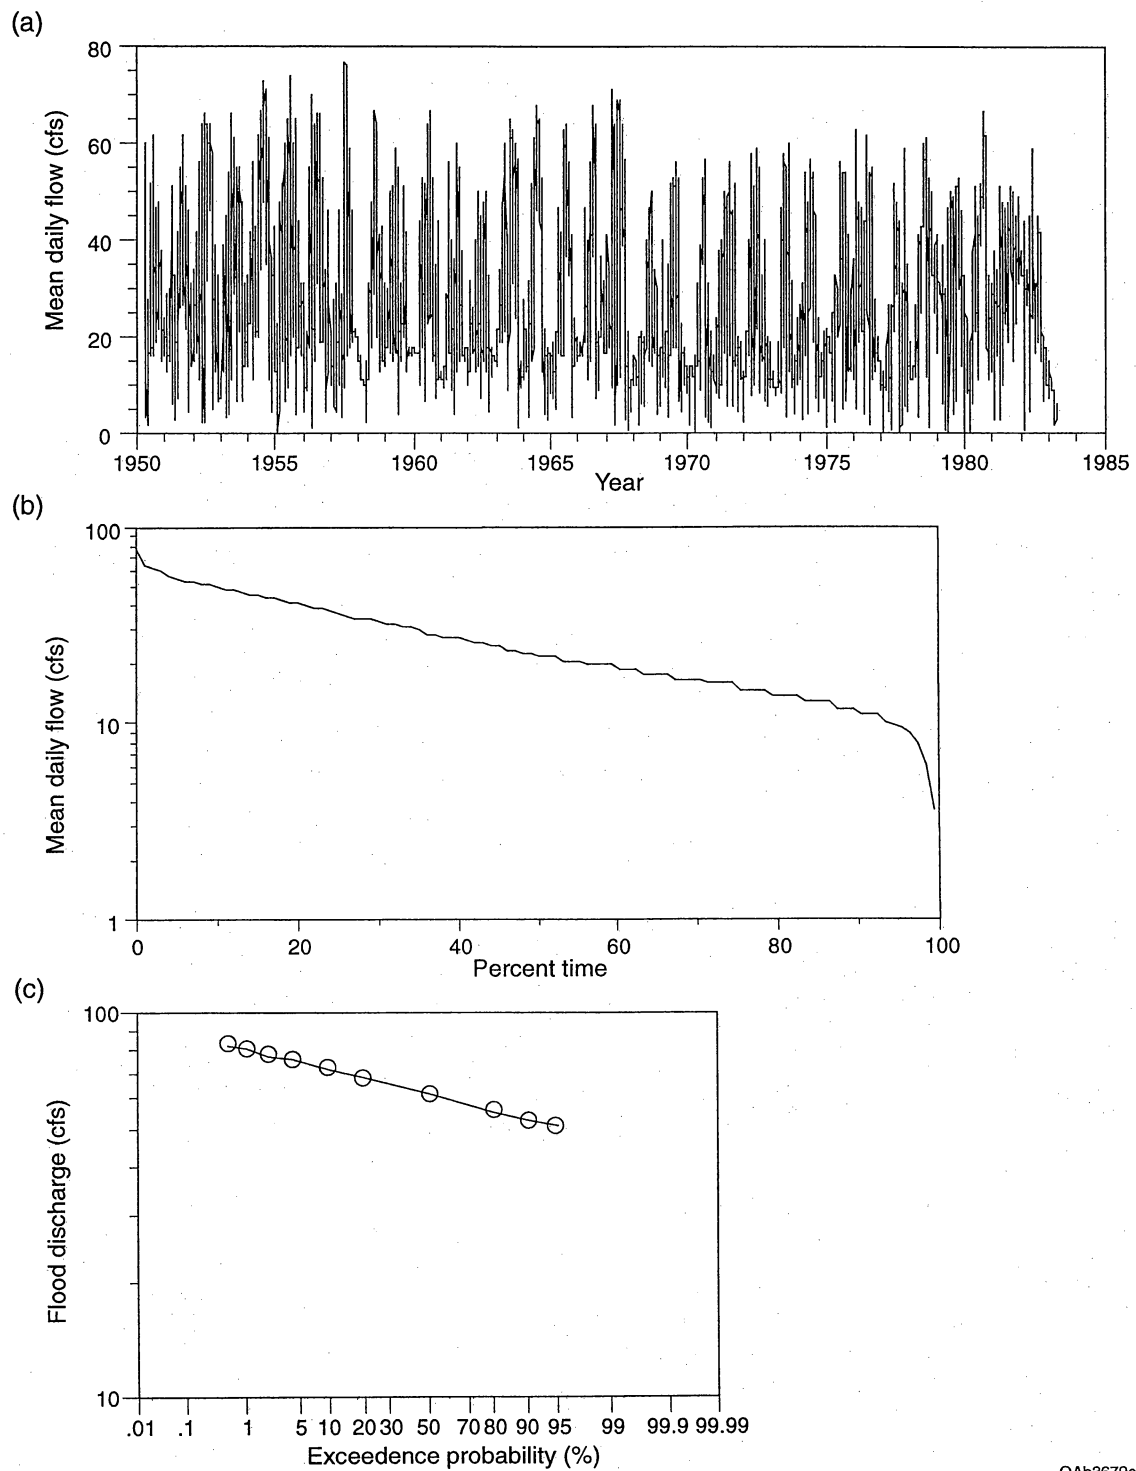 (a)
80
60
40
20
0
Mean daily flow (cfs)
1950 1955 1960 1965 1970 1975 1980 1985
Year
(b)
100
10
1
Mean daily flow (cfs)
0 20 40 60 80 100
Percent time
(c)
100
10
Flood discharge (cfs)
.01 .1 1 5 10 20 30 50 70 80 90 95 99 99.9 99.99
Exceedence probability (%)